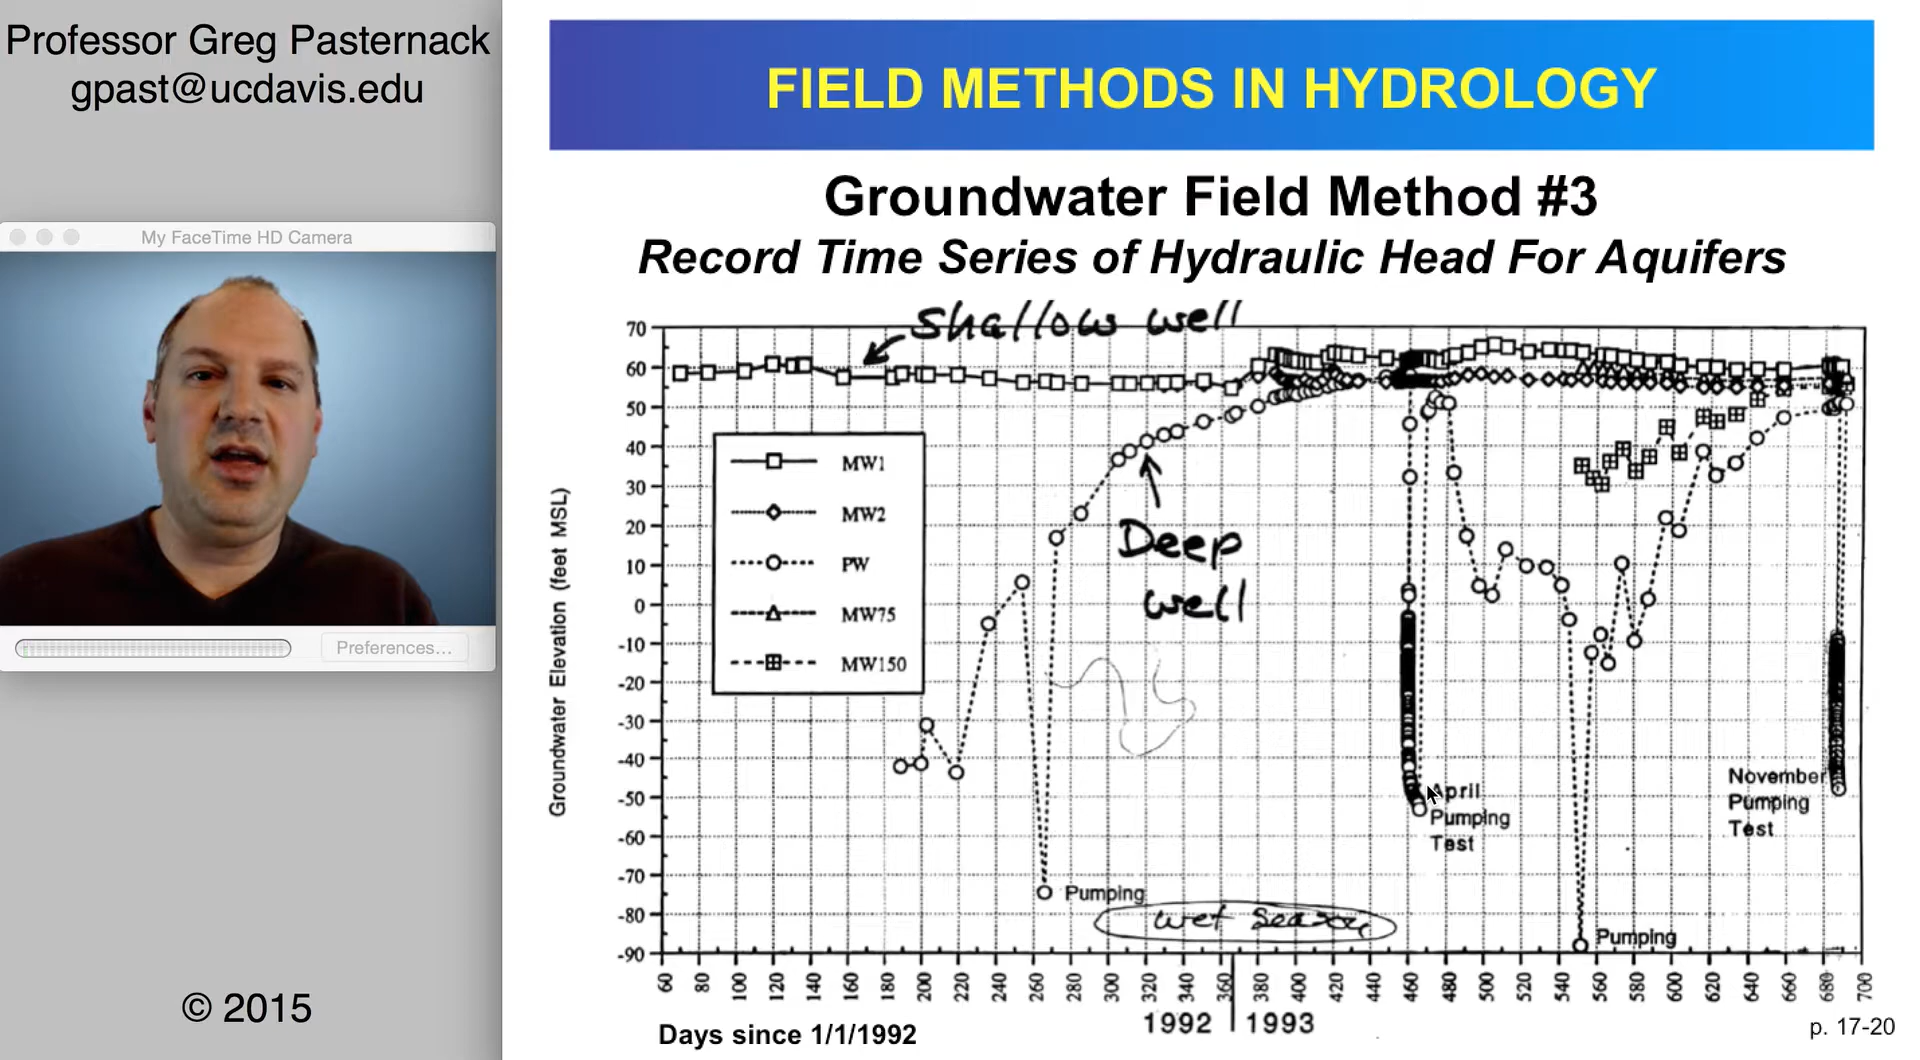 Professor Greg Pasternack
gpast@ucdavis.edu
My FaceTime HD Camera
Preferences...
© 2015
FIELD METHODS IN HYDROLOGY
Groundwater Field Method #3
Record Time Series of Hydraulic Head For Aquifers
Shallow well
70
60
50
40
30
20
10
0
-10
-20
-30
-40
-50
-60
-70
-80
-90
Groundwater Elevation (feet MSL)
MW1
MW2
PW
MW75
MW150
Deep
well
April
Pumping
Test
November
Pumping
Test
Pumping
wet season
Pumping
60 80 100 120 140 160 180 200 220 240 260 280 300 320 340 360 380 400 420 440 460 480 500 520 540 560 580 600 620 640 660 680 700
1992 | 1993
Days since 1/1/1992
p. 17-20